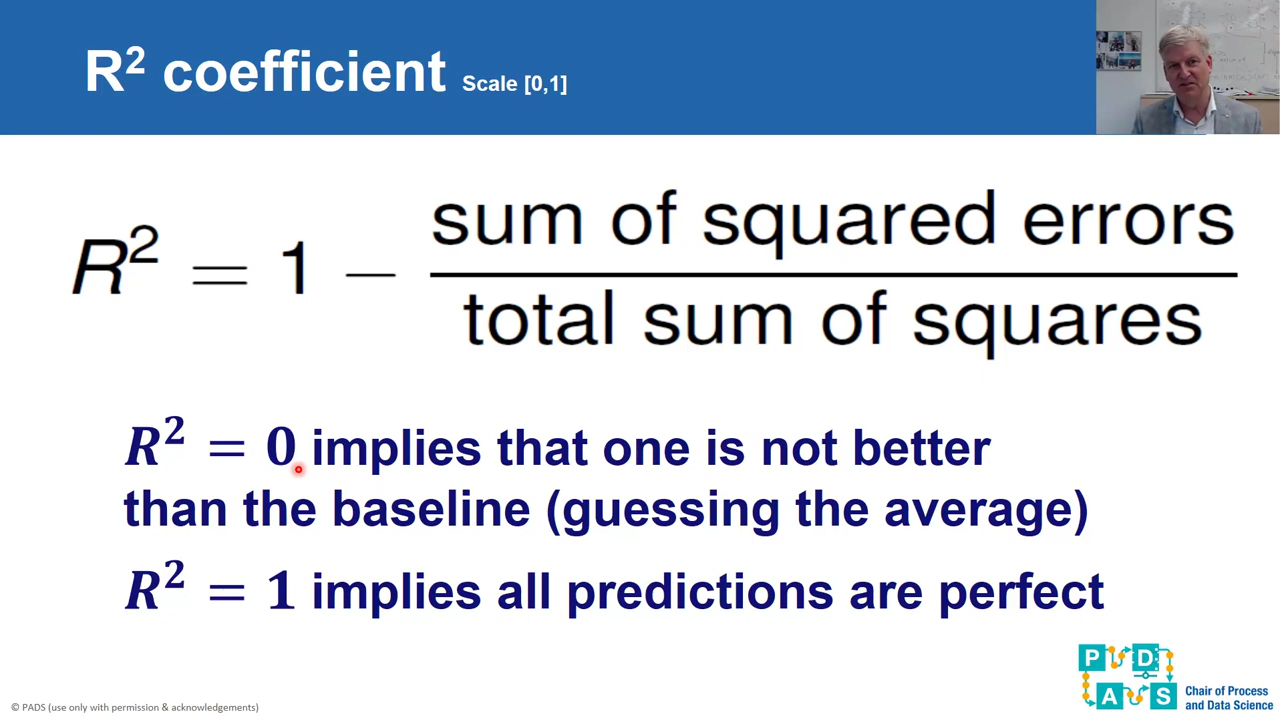 R² coefficient Scale [0,1]
R² = 1 − sum of squared errors
total sum of squares
R² = 0 implies that one is not better
than the baseline (guessing the average)
R² = 1 implies all predictions are perfect
P D
A S
Chair of Process
and Data Science
© PADS (use only with permission & acknowledgements)